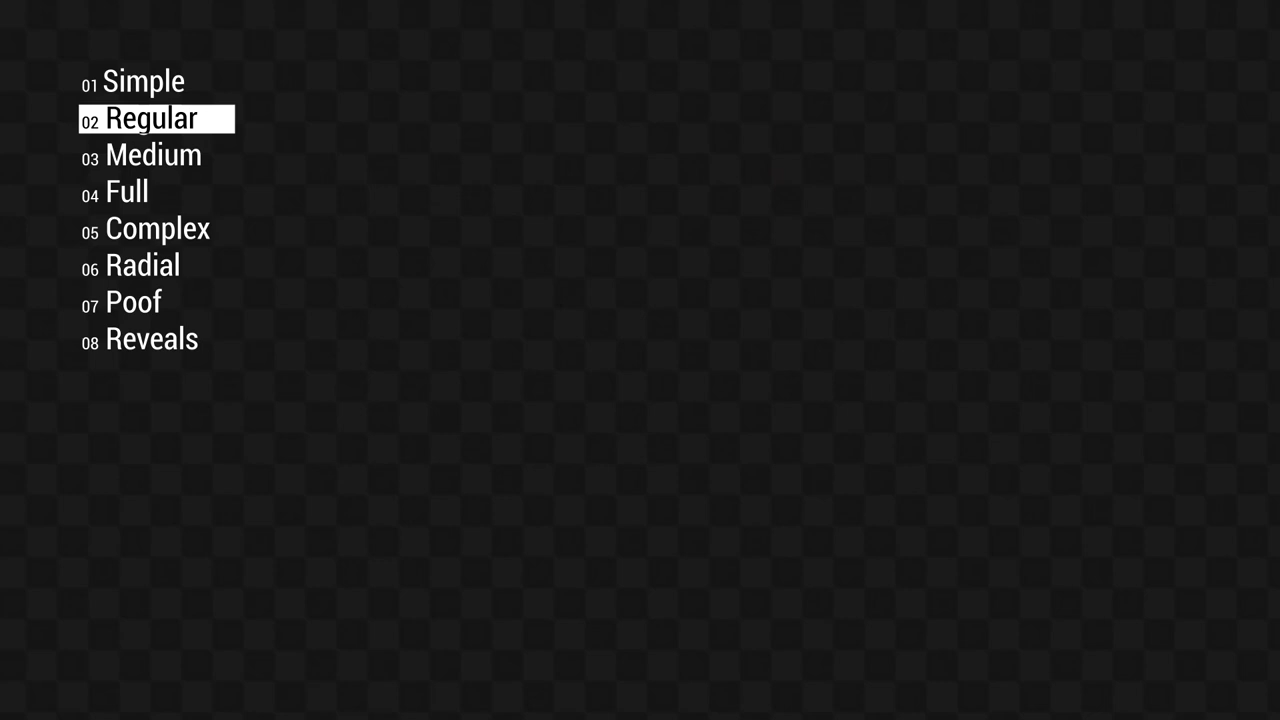 01 Simple
02 Regular
03 Medium
04 Full
05 Complex
06 Radial
07 Poof
08 Reveals